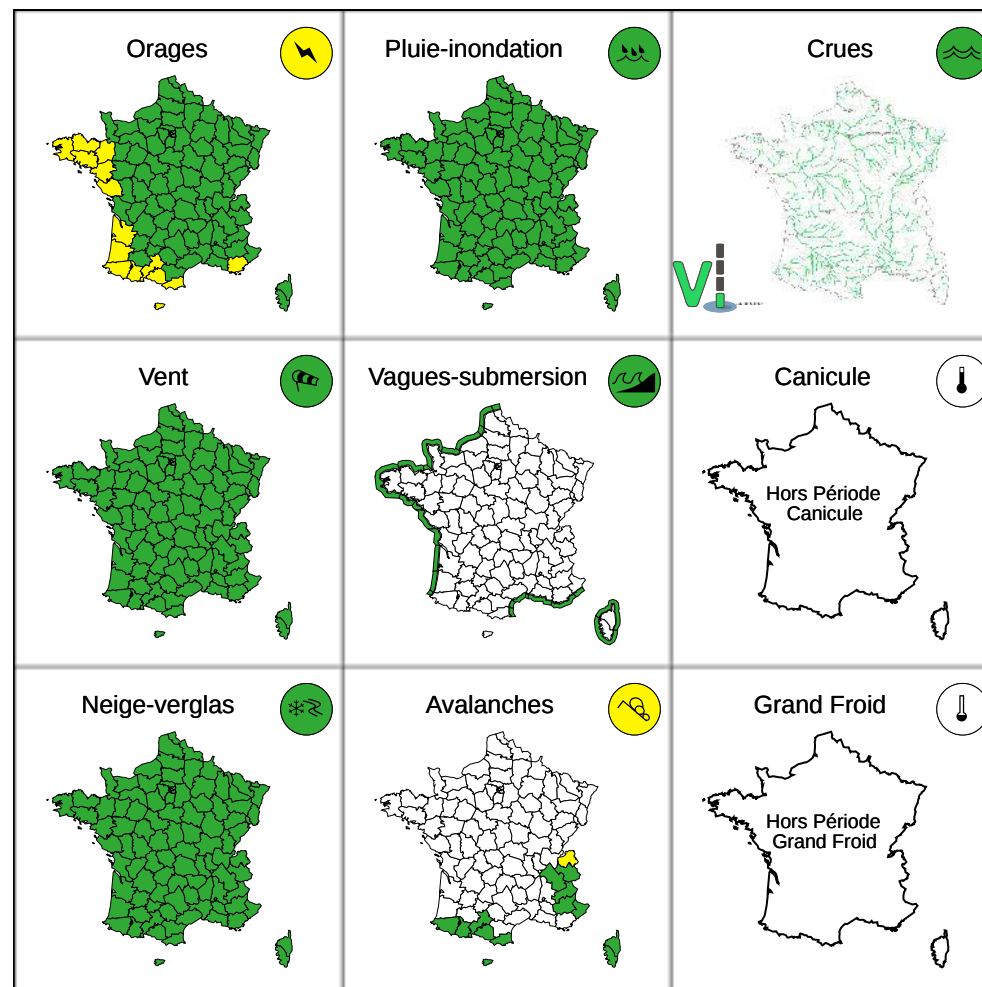 Orages
Pluie-inondation
Crues
Vi
Vent
Vagues-submersion
Canicule
Hors Période
Canicule
Neige-verglas
Avalanches
Grand Froid
Hors Période
Grand Froid